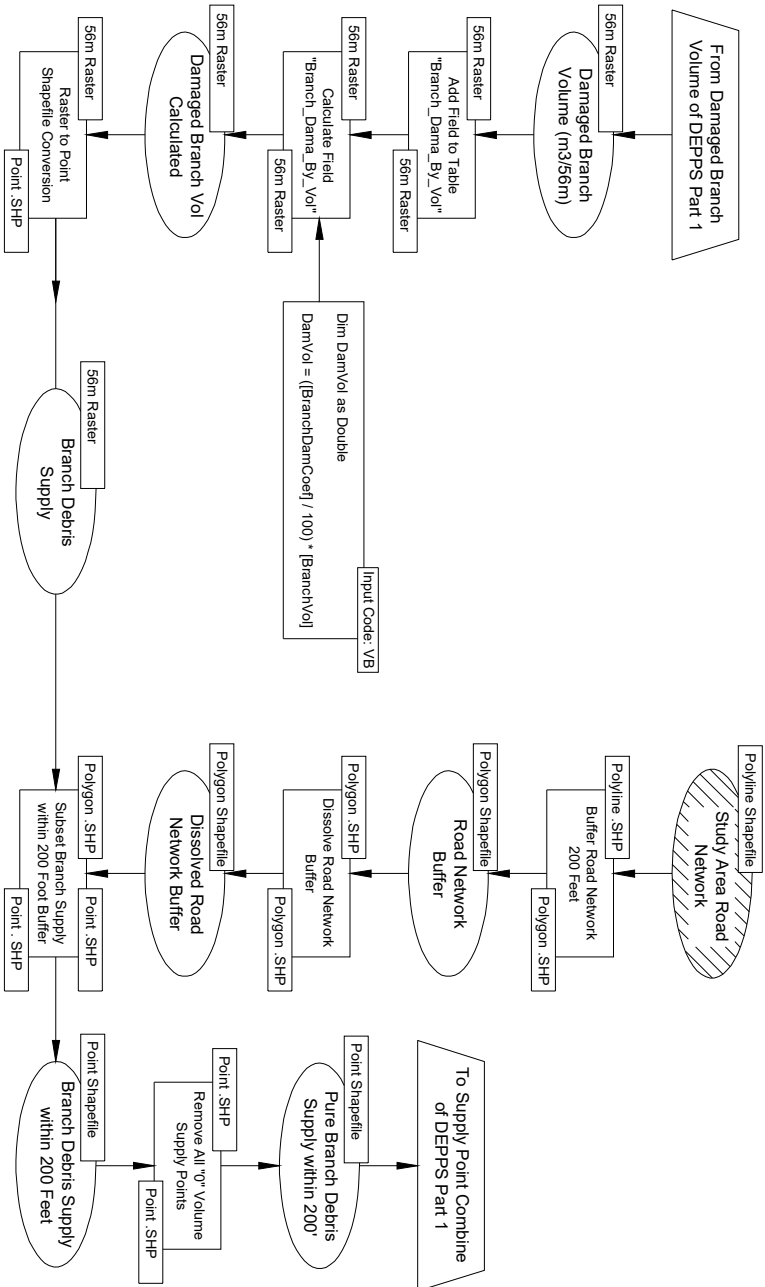 From Damaged Branch
Volume of DEPPS Part 1
56m Raster
Damaged Branch
Volume (m3/56m)
56m Raster
Add Field to Table
"Branch_Dama_By_Vol"
56m Raster
56m Raster
Calculate Field
"Branch_Dama_By_Vol"
56m Raster
Input Code: VB
Dim DamVol as Double
DamVol = ([BranchDamCoef] / 100) * [BranchVol]
56m Raster
Damaged Branch Vol
Calculated
56m Raster
Raster to Point
Shapefile Conversion
Point .SHP
56m Raster
Branch Debris
Supply
Polyline Shapefile
Study Area Road
Network
Polyline .SHP
Buffer Road Network
200 Feet
Polygon .SHP
Polygon Shapefile
Road Network
Buffer
Polygon .SHP
Dissolve Road Network
Buffer
Polygon .SHP
Polygon Shapefile
Dissolved Road
Network Buffer
Polygon .SHP
Point .SHP
Subset Branch Supply
within 200 Foot Buffer
Point . SHP
Point Shapefile
Branch Debris Supply
within 200 Feet
Point .SHP
Remove All "0" Volume
Supply Points
Point .SHP
Point Shapefile
Pure Branch Debris
Supply within 200'
To Supply Point Combine
of DEPPS Part 1